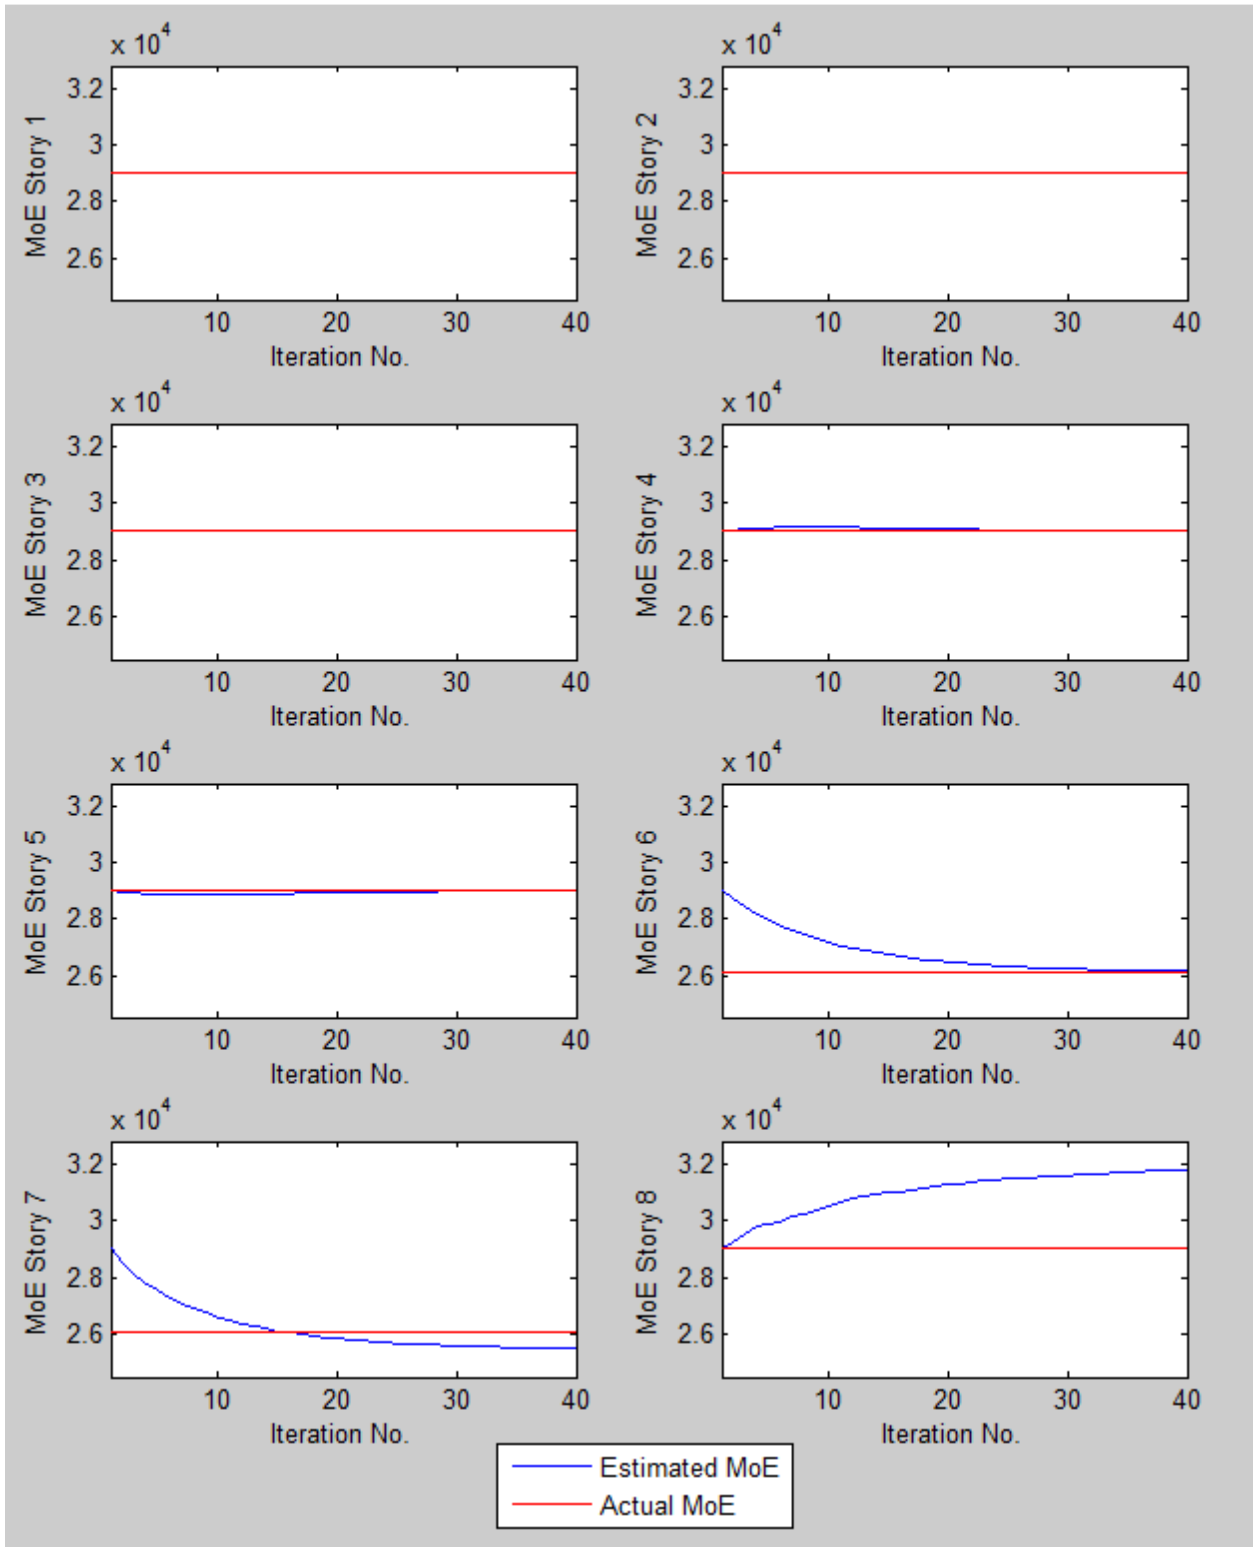 x 10^4
x 10^4
3.2
3
2.8
2.6
MoE Story 1
10 20 30 40
Iteration No.
3.2
3
2.8
2.6
MoE Story 2
10 20 30 40
Iteration No.
x 10^4
x 10^4
3.2
3
2.8
2.6
MoE Story 3
10 20 30 40
Iteration No.
3.2
3
2.8
2.6
MoE Story 4
10 20 30 40
Iteration No.
x 10^4
x 10^4
3.2
3
2.8
2.6
MoE Story 5
10 20 30 40
Iteration No.
3.2
3
2.8
2.6
MoE Story 6
10 20 30 40
Iteration No.
x 10^4
x 10^4
3.2
3
2.8
2.6
MoE Story 7
10 20 30 40
Iteration No.
3.2
3
2.8
2.6
MoE Story 8
10 20 30 40
Iteration No.
Estimated MoE
Actual MoE